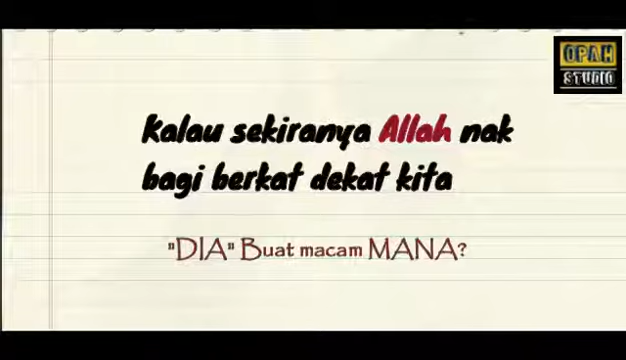 OPAH
STUDIO
Kalau sekiranya Allah nak
bagi berkat dekat kita
"DIA" Buat macam MANA?